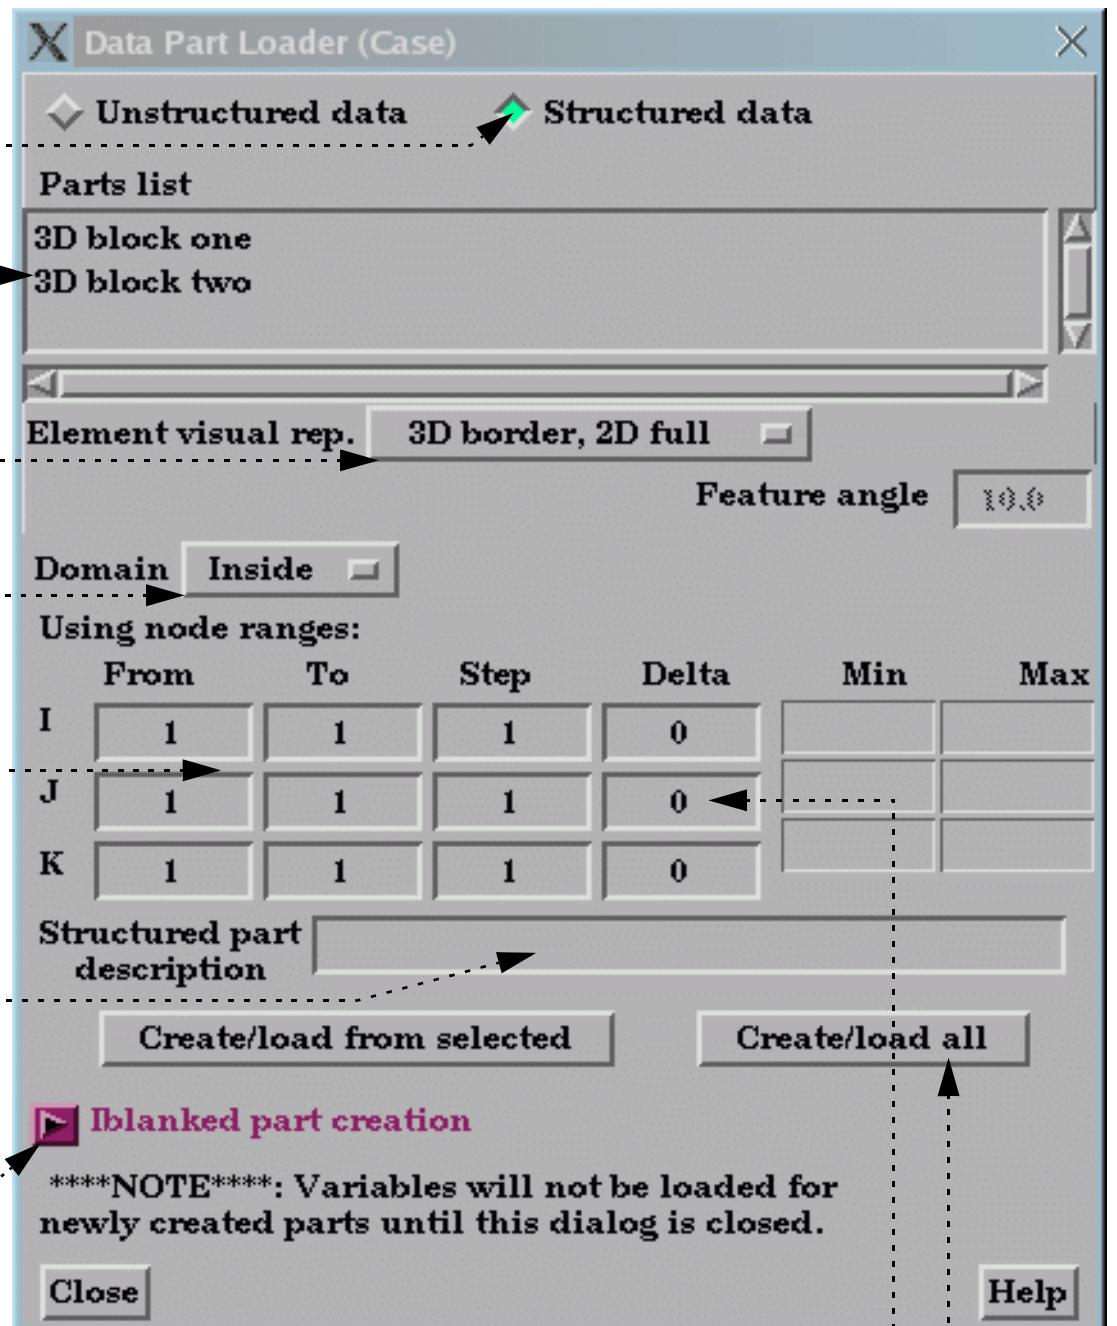 X Data Part Loader (Case)
Unstructured data Structured data
Parts list
3D block one
3D block two
Element visual rep. 3D border, 2D full
Feature angle 10.0
Domain Inside
Using node ranges:
From To Step Delta Min Max
I 1 1 1 0
J 1 1 1 0
K 1 1 1 0
Structured part
description
Create/load from selected Create/load all
Iblanked part creation
****NOTE****: Variables will not be loaded for
newly created parts until this dialog is closed.
Close Help